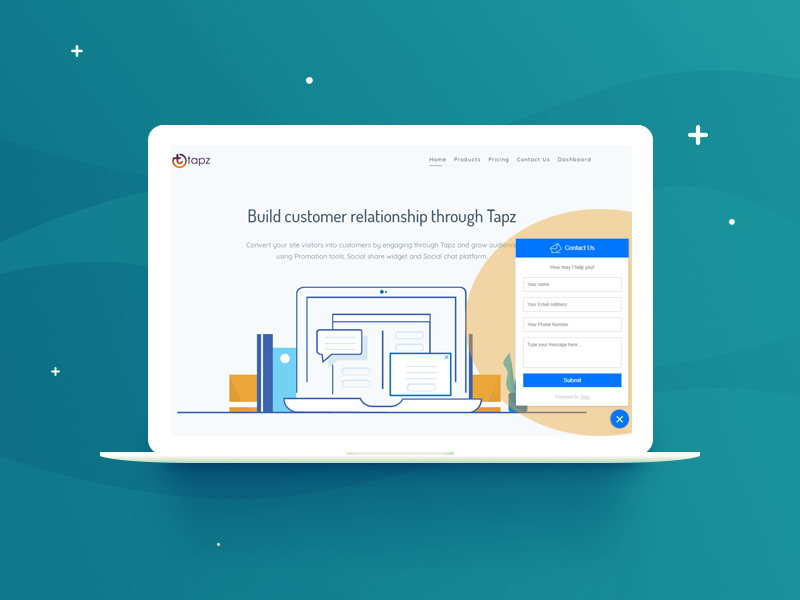 tapz
Home Products Pricing Contact Us Dashboard
Build customer relationship through Tapz
Convert your site visitors into customers by engaging through Tapz and grow audience
using Promotion tools, Social share widget and Social chat platform.
Contact Us
How may I help you!
Your name
Your Email Address
Your Phone Number
Type your message here ...
Submit
Powered by Tapz